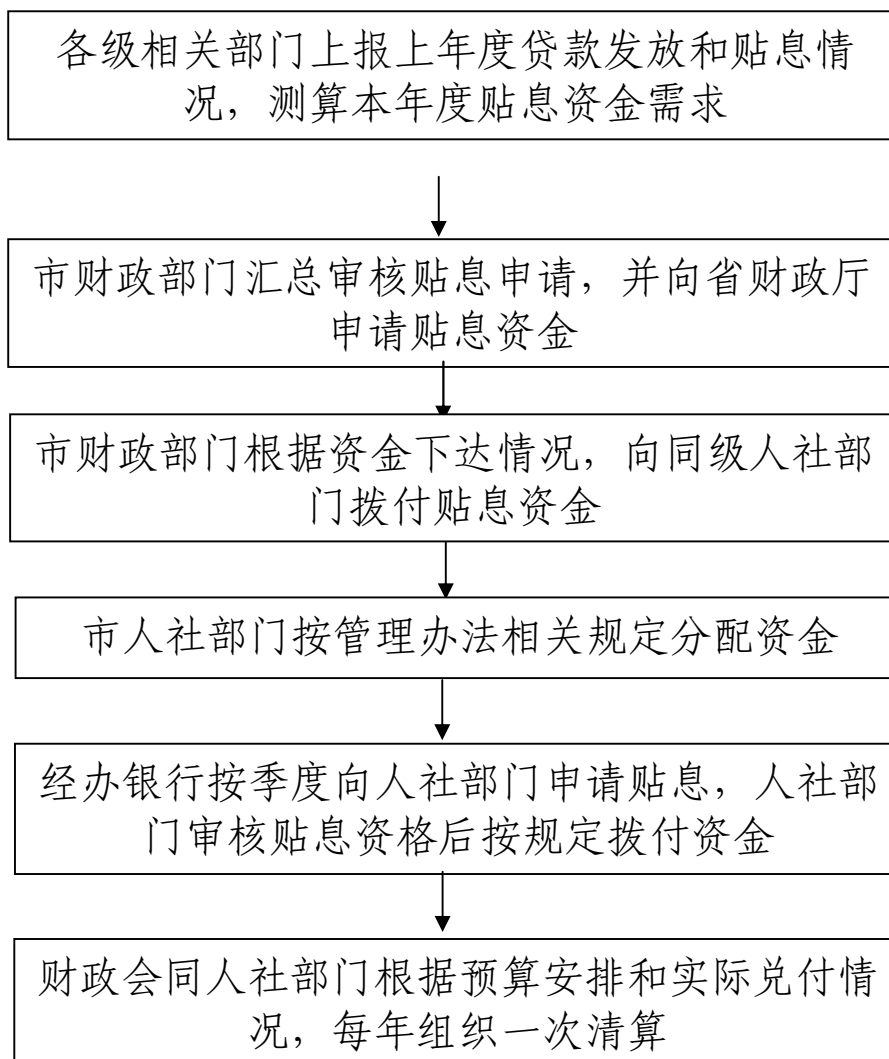 各级相关部门上报上年度贷款发放和贴息情
况，测算本年度贴息资金需求
市财政部门汇总审核贴息申请，并向省财政厅
申请贴息资金
市财政部门根据资金下达情况，向同级人社部
门拨付贴息资金
市人社部门按管理办法相关规定分配资金
经办银行按季度向人社部门申请贴息，人社部
门审核贴息资格后按规定拨付资金
财政会同人社部门根据预算安排和实际兑付情
况，每年组织一次清算